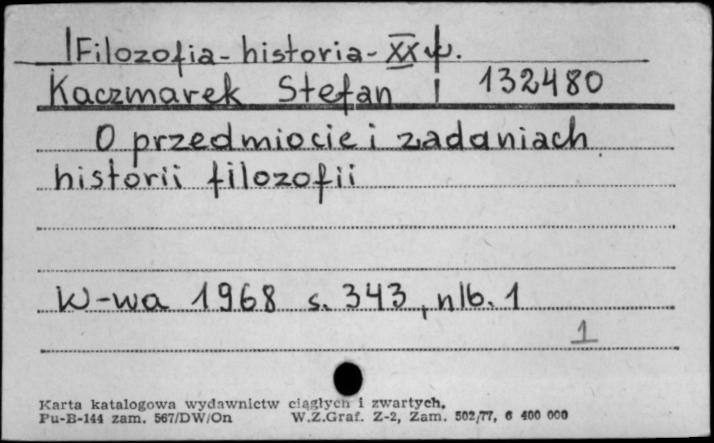 Filozofia - historia - XX w.
Kaczmarek Stefan 132480
O przedmiocie i zadaniach
historii filozofii
W-wa 1968 s. 343, nlb. 1
1
Karta katalogowa wydawnictw ciągłych i zwartych.
Pu-B-144 zam. 567/DW/On W.Z.Graf. Z-2, Zam. 502/77, 6 400 000